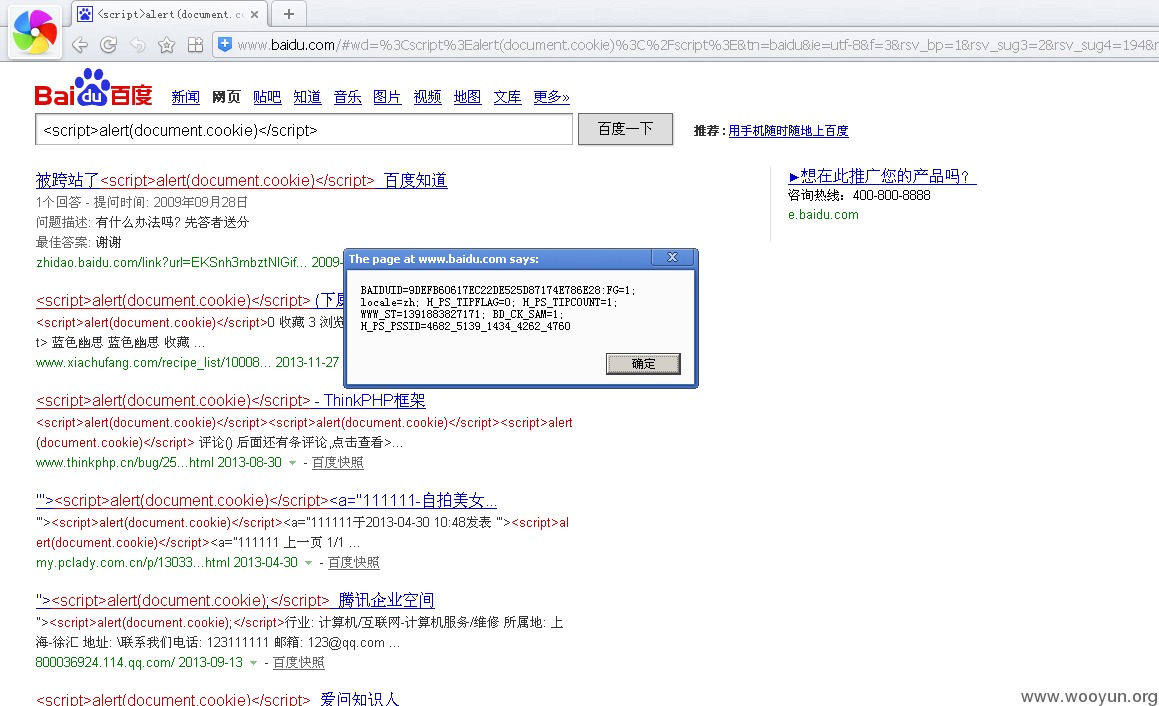 <script>alert(document.c
www.baidu.com/#wd=%3Cscript%3Ealert(document.cookie)%3C%2Fscript%3E&tn=baidu&ie=utf-8&f=3&rsv_bp=1&rsv_sug3=2&rsv_sug4=194&r
Bai du 百度 新闻 网页 贴吧 知道 音乐 图片 视频 地图 文库 更多»
<script>alert(document.cookie)</script> 百度一下 推荐 : 用手机随时随地上百度
被跨站了<script>alert(document.cookie)</script>_百度知道
1个回答 - 提问时间: 2009年09月28日
问题描述: 有什么办法吗? 先答者送分
最佳答案: 谢谢
zhidao.baidu.com/link?url=EKSnh3mbztNlGif... 2009-
▶想在此推广您的产品吗?
咨询热线: 400-800-8888
e.baidu.com
The page at www.baidu.com says:
BAIDUID=9DEFB60617EC22DE525D87174E786E28:FG=1;
locale=zh; H_PS_TIPFLAG=0; H_PS_TIPCOUNT=1;
WWW_ST=1391883827171; BD_CK_SAM=1;
H_PS_PSSID=4682_5139_1434_4262_4760
确定
<script>alert(document.cookie)</script> (下
<script>alert(document.cookie)</script>0 收藏 3 浏览
t> 蓝色幽思 蓝色幽思 收藏 ...
www.xiachufang.com/recipe_list/10008... 2013-11-27
<script>alert(document.cookie)</script> - ThinkPHP框架
<script>alert(document.cookie)</script><script>alert(document.cookie)</script><script>alert
(document.cookie)</script> 评论() 后面还有条评论,点击查看>...
www.thinkphp.cn/bug/25...html 2013-08-30 - 百度快照
'"><script>alert(document.cookie)</script><a="111111-自拍美女...
'"><script>alert(document.cookie)</script><a="111111于2013-04-30 10:48发表 '"><script>al
ert(document.cookie)</script><a="111111 上一页 1/1 ...
my.pclady.com.cn/p/13033...html 2013-04-30 - 百度快照
"><script>alert(document.cookie);</script>_腾讯企业空间
"><script>alert(document.cookie);</script>行业: 计算机/互联网-计算机服务/维修 所属地: 上
海-徐汇 地址: \联系我们电话: 123111111 邮箱: 123@qq.com ...
800036924.114.qq.com/ 2013-09-13 - 百度快照
<script>alert(document.cookie)</script>_爱问知识人
www.wooyun.org